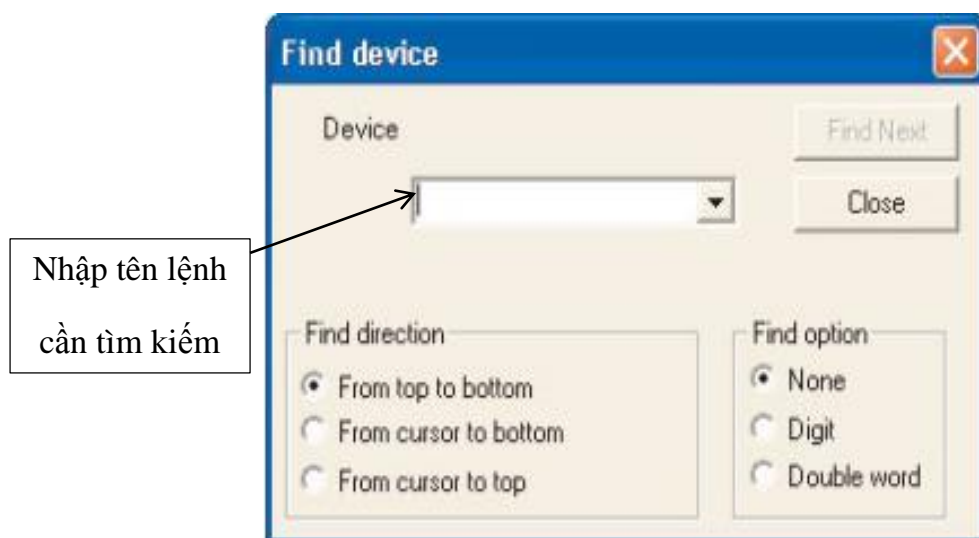 Find device
Device
Find Next
Close
Nhập tên lệnh
cần tìm kiếm
Find direction
From top to bottom
From cursor to bottom
From cursor to top
Find option
None
Digit
Double word